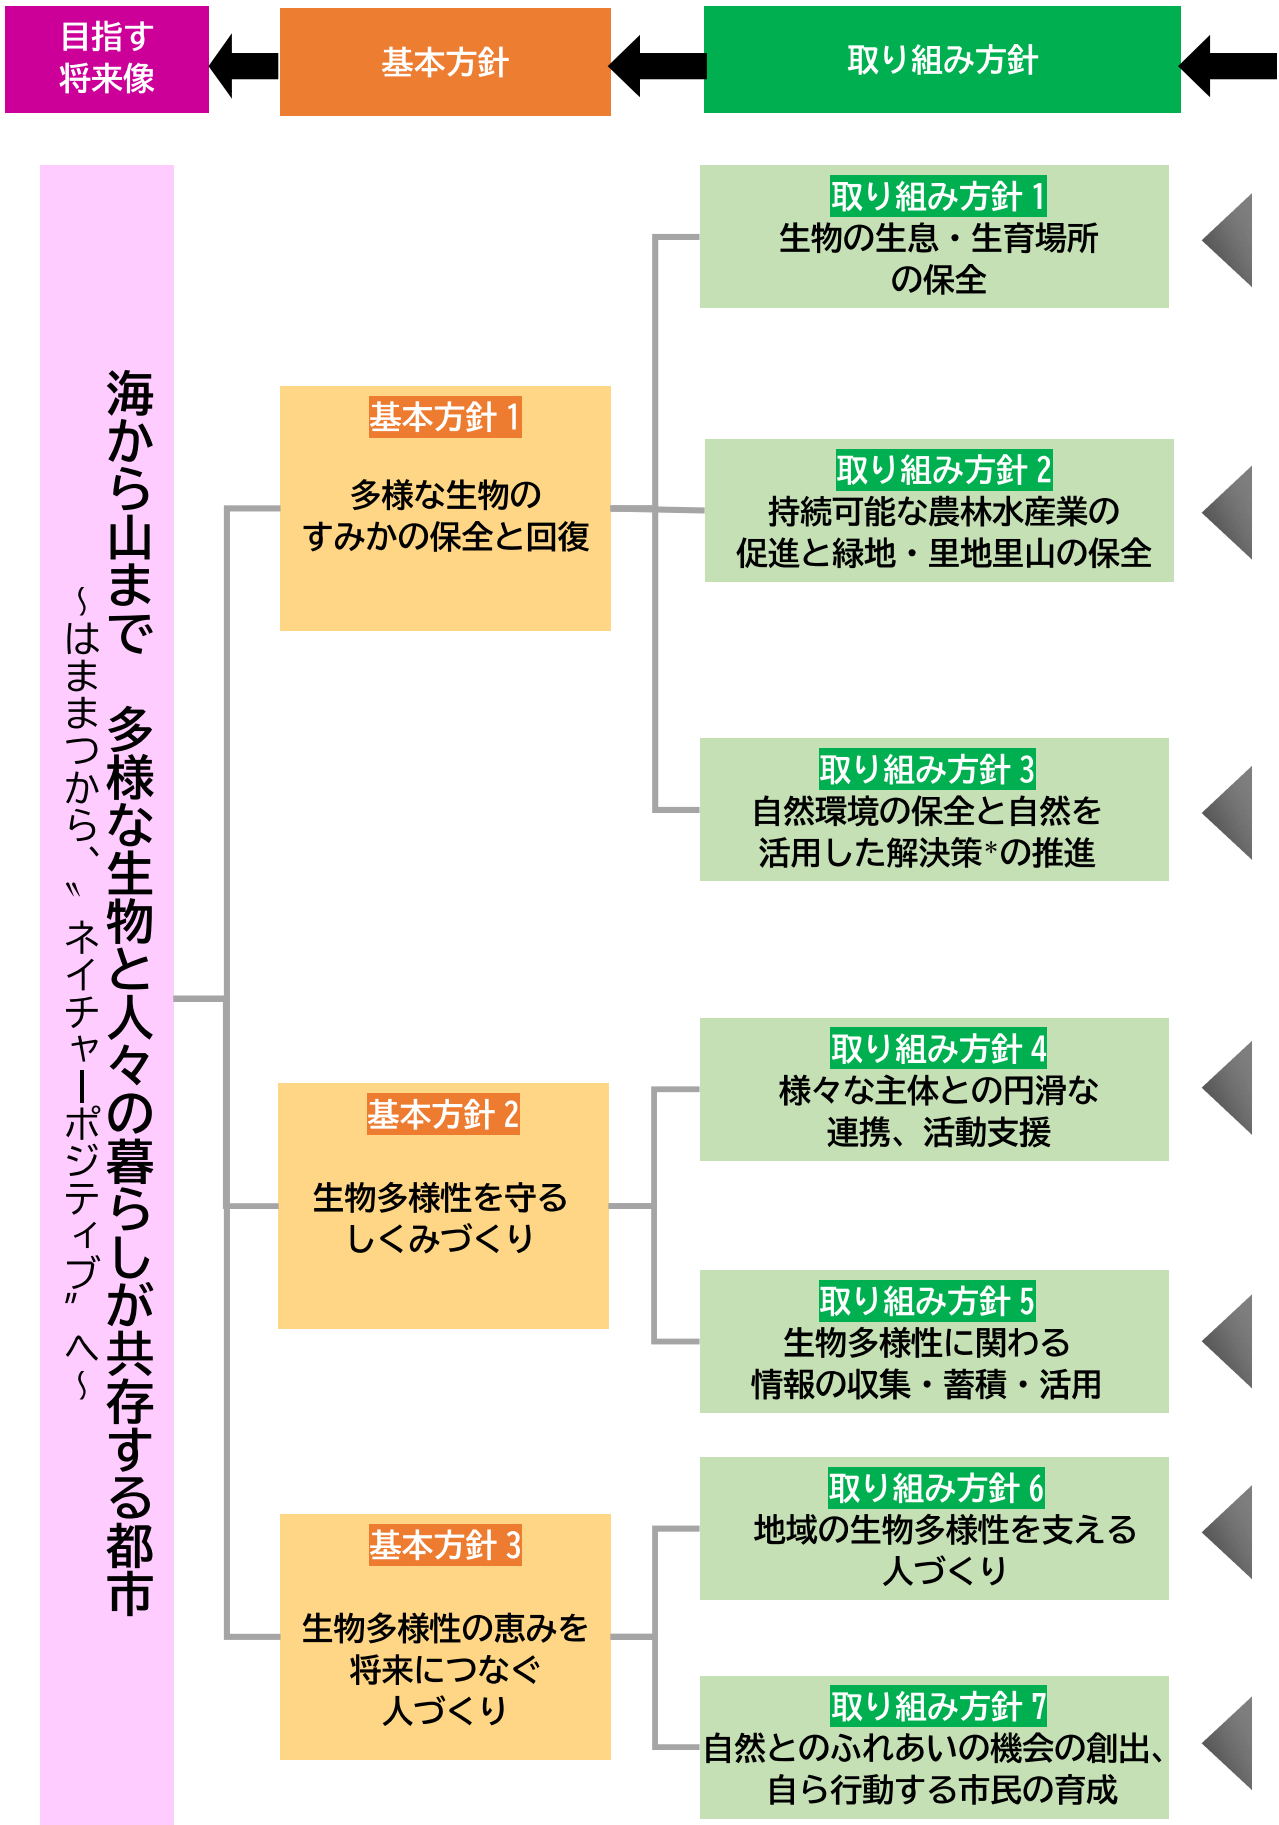 目指す
将来像
基本方針
取り組み方針
海から山まで　多様な生物と人々の暮らしが共存する都市
～はままつから、〝ネイチャーポジティブ〟へ～
基本方針 1
多様な生物の
すみかの保全と回復
取り組み方針 1
生物の生息・生育場所
の保全
取り組み方針 2
持続可能な農林水産業の
促進と緑地・里地里山の保全
取り組み方針 3
自然環境の保全と自然を
活用した解決策*の推進
基本方針 2
生物多様性を守る
しくみづくり
取り組み方針 4
様々な主体との円滑な
連携、活動支援
取り組み方針 5
生物多様性に関わる
情報の収集・蓄積・活用
基本方針 3
生物多様性の恵みを
将来につなぐ
人づくり
取り組み方針 6
地域の生物多様性を支える
人づくり
取り組み方針 7
自然とのふれあいの機会の創出、
自ら行動する市民の育成